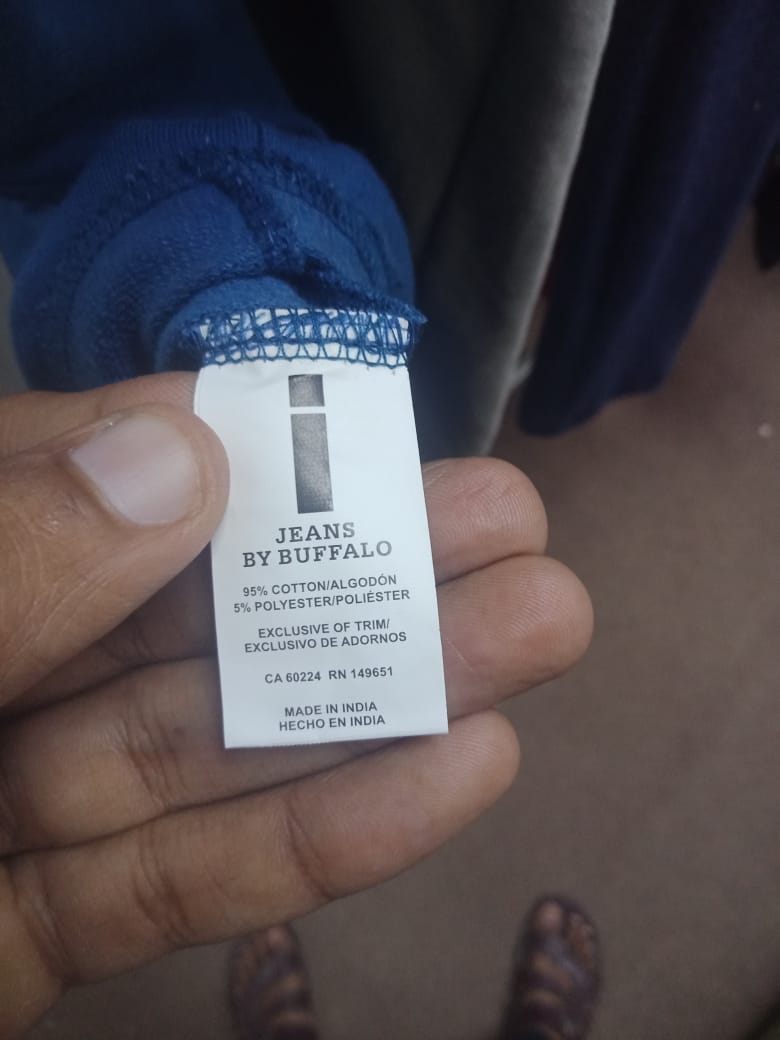 i
JEANS
BY BUFFALO
95% COTTON/ALGODÓN
5% POLYESTER/POLIÉSTER
EXCLUSIVE OF TRIM/
EXCLUSIVO DE ADORNOS
CA 60224 RN 149651
MADE IN INDIA
HECHO EN INDIA